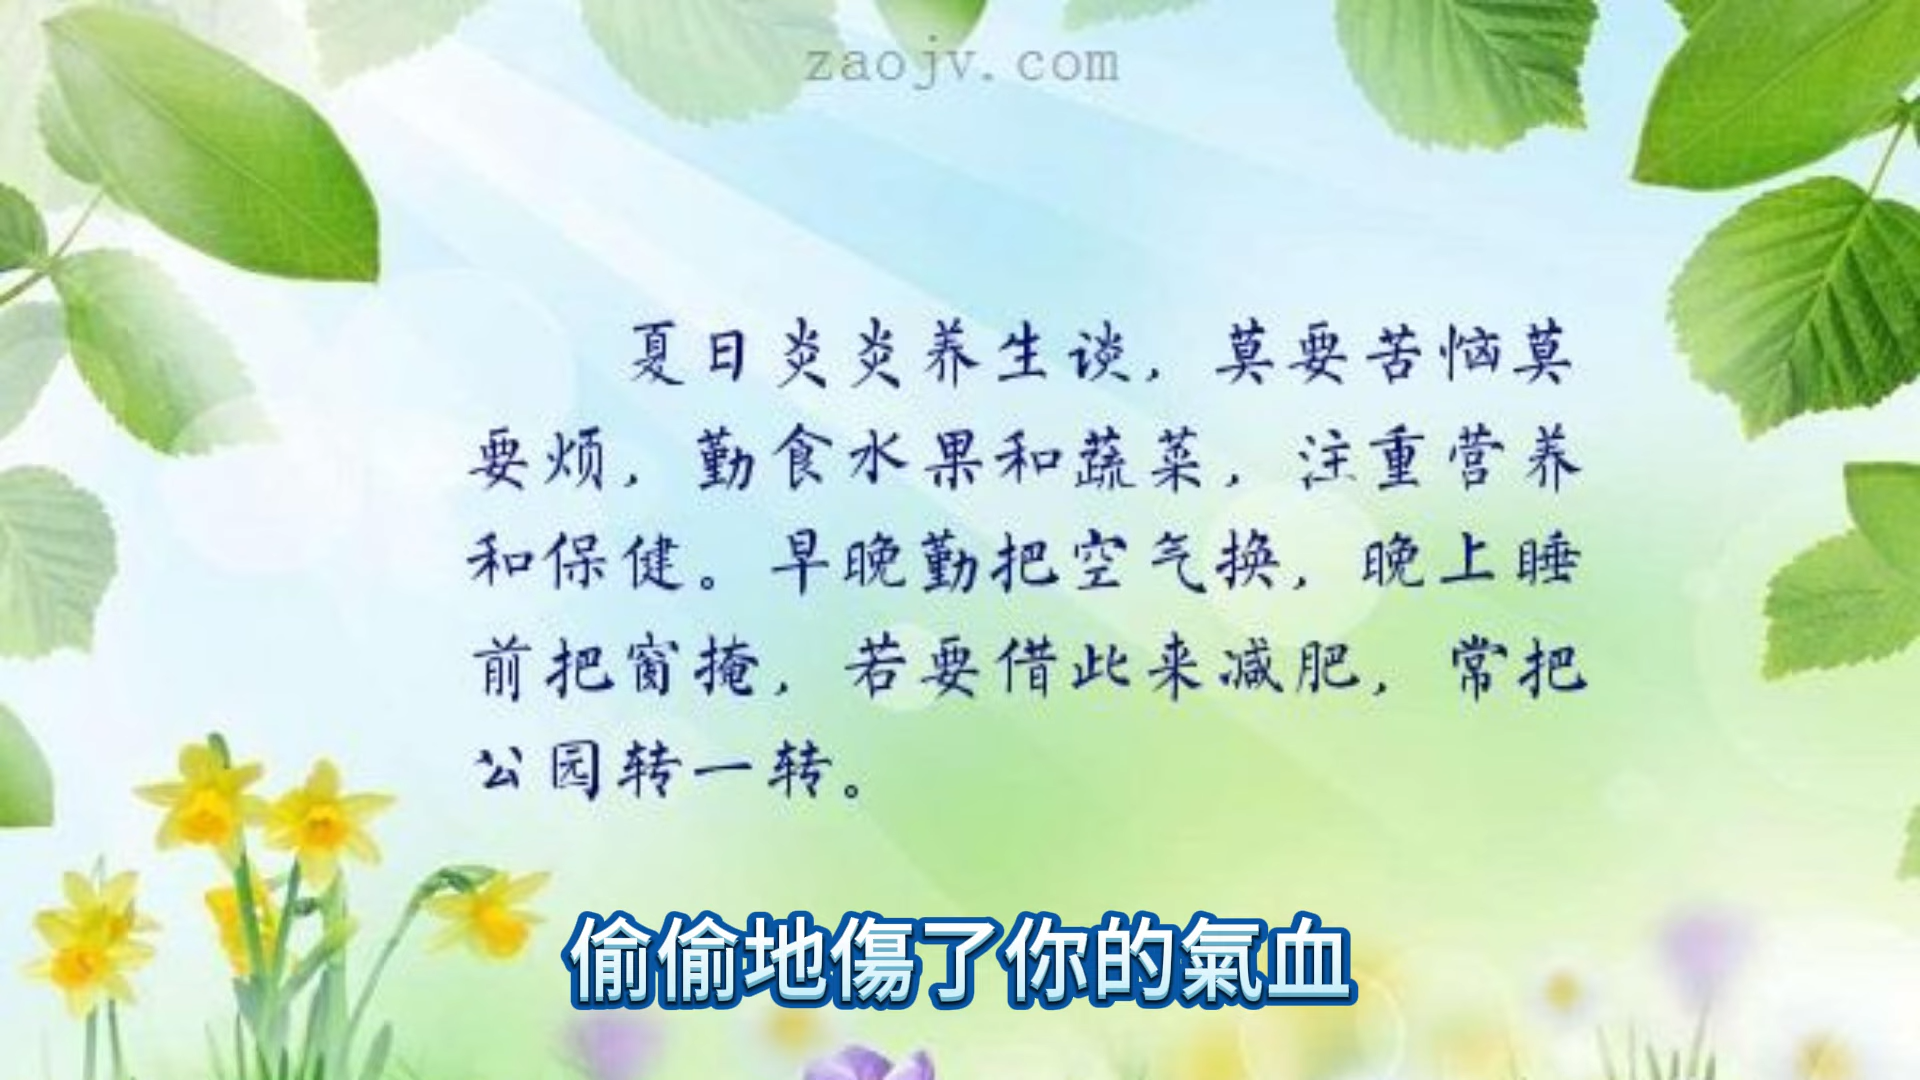 zaojv.com
夏日炎炎养生谈，莫要苦恼莫
要烦，勤食水果和蔬菜，注重营养
和保健。早晚勤把空气换，晚上睡
前把窗掩，若要借此来减肥，常把
公园转一转。
偷偷地傷了你的氣血